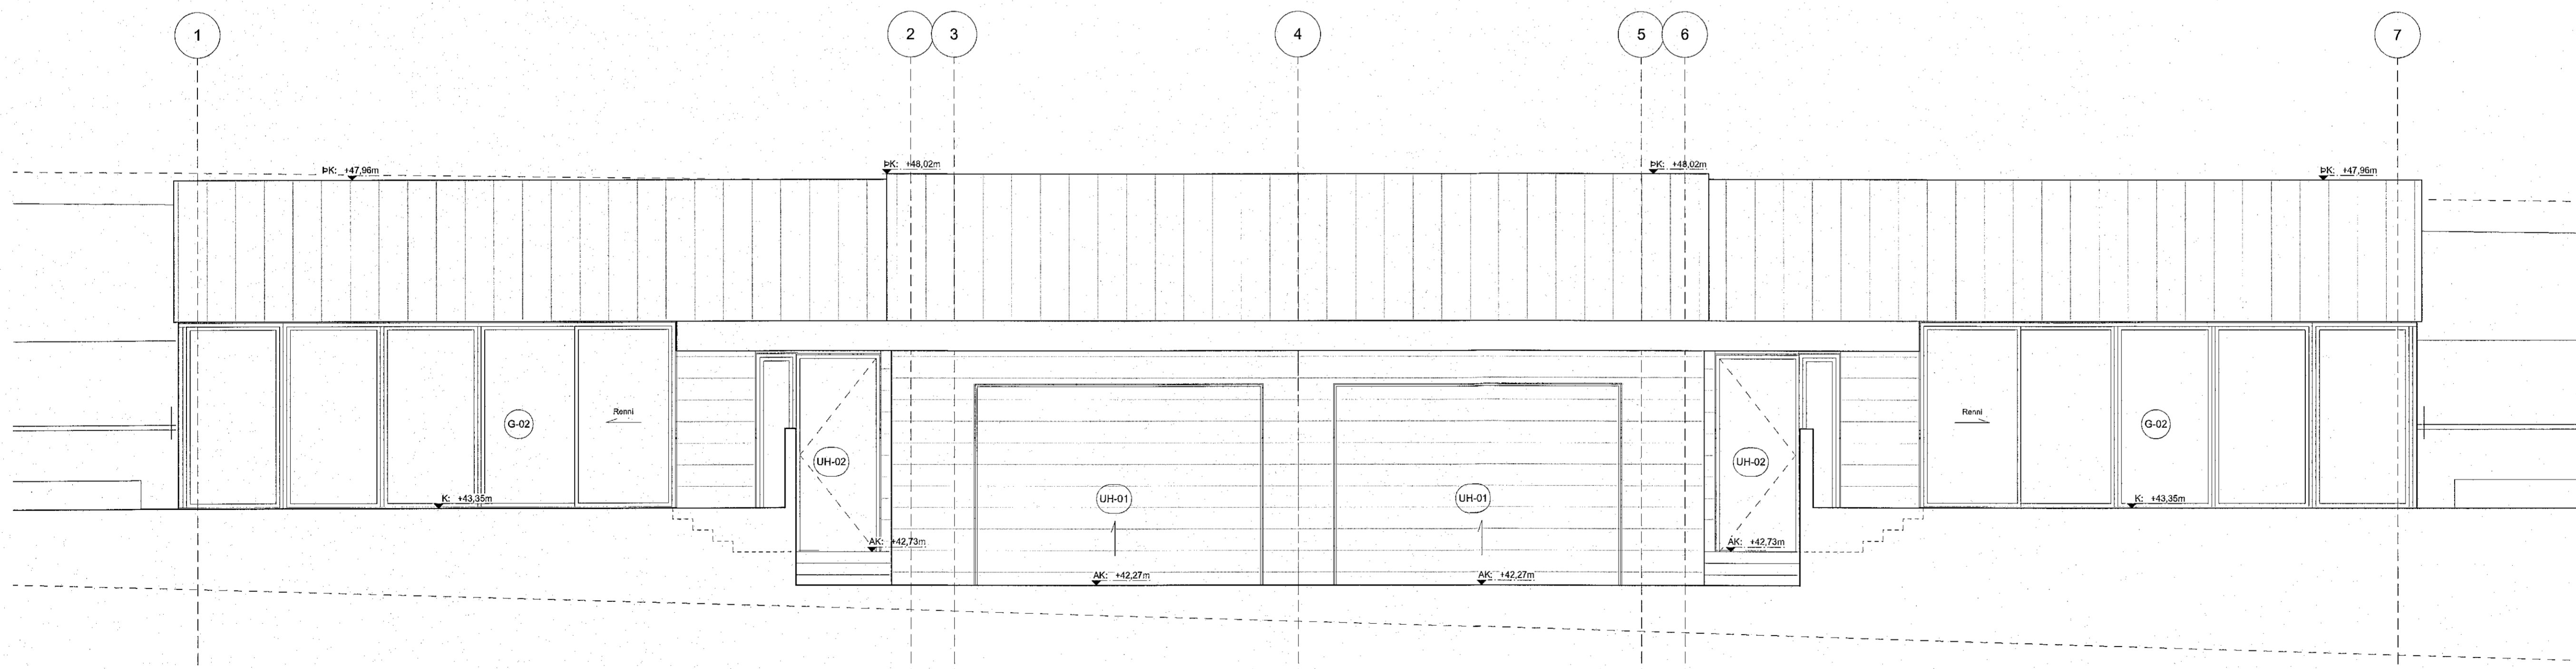 1
2
3
4
5
6
7
ÞK: +47,96m
ÞK: +48,02m
ÞK: +48,02m
ÞK: +47,96m
Renni
G-02
UH-02
UH-01
UH-01
UH-02
Renni
G-02
K: +43,35m
K: +43,35m
AK: +42,73m
AK: +42,73m
AK: +42,27m
AK: +42,27m